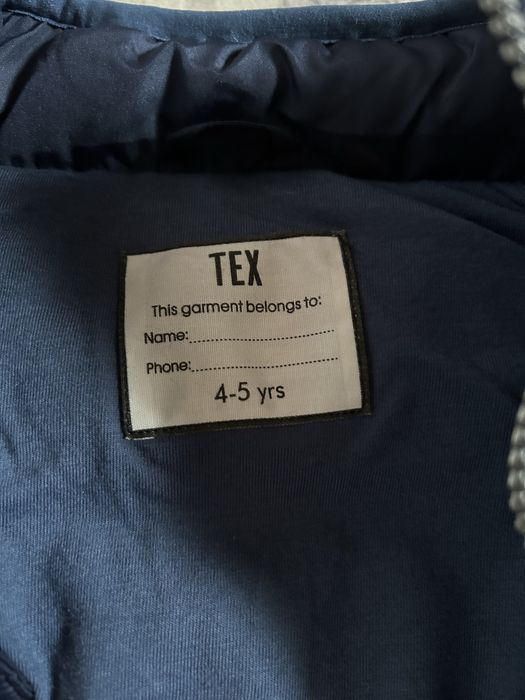 TEX
This garment belongs to:
Name:
Phone:
4-5 yrs